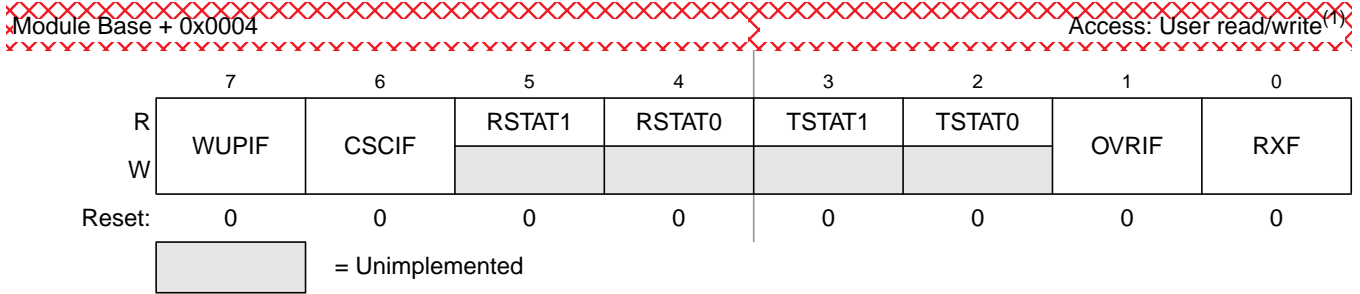 Module Base + 0x0004 Access: User read/write(1)
7 6 5 4 3 2 1 0
R WUPIF CSCIF RSTAT1 RSTAT0 TSTAT1 TSTAT0 OVRIF RXF
W
Reset: 0 0 0 0 0 0 0 0
= Unimplemented